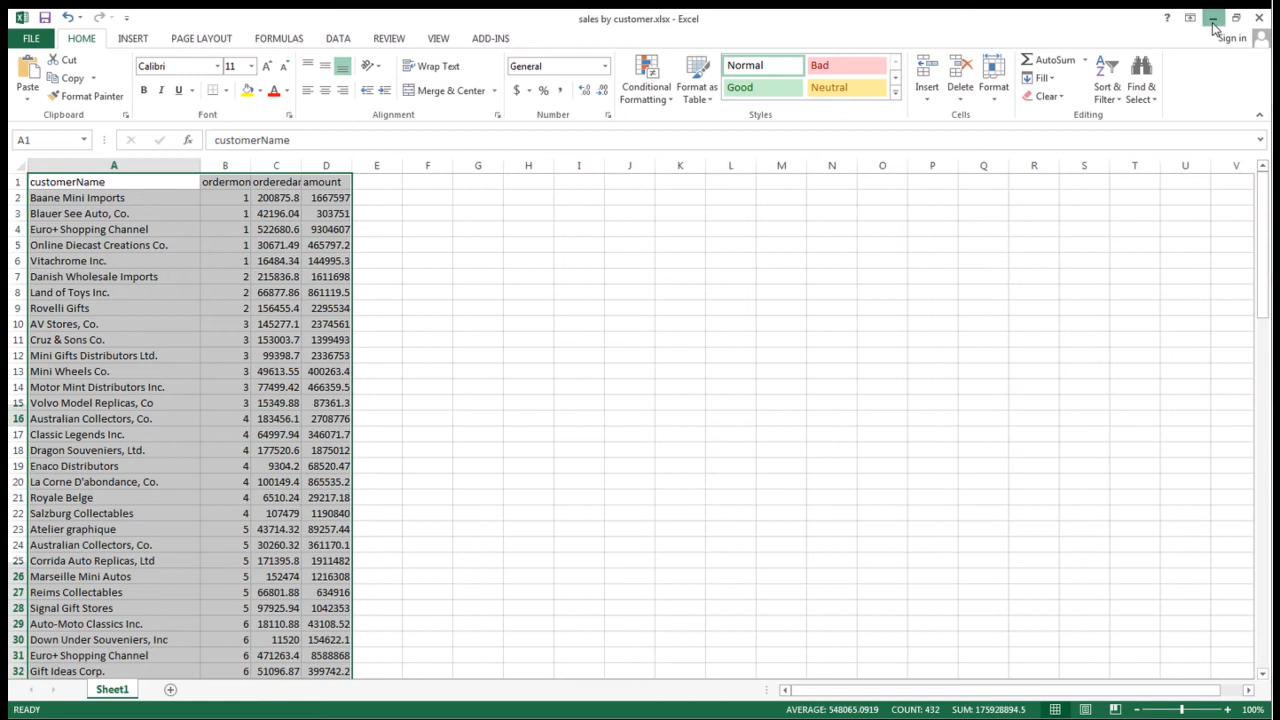 sales by customer.xlsx - Excel
?
Sign in
FILE HOME INSERT PAGE LAYOUT FORMULAS DATA REVIEW VIEW ADD-INS
Paste
Cut
Copy
Format Painter
Clipboard
Calibri 11
B I U
Font
Wrap Text
Merge & Center
Alignment
General
$ % ,
Number
Conditional Formatting
Format as Table
Normal Bad
Good Neutral
Styles
Insert Delete Format
Cells
AutoSum
Fill
Clear
Sort & Filter
Find & Select
Editing
A1 fx customerName
A B C D E F G H I J K L M N O P Q R S T U V
1 customerName ordermon orderedar amount
2 Baane Mini Imports 1 200875.8 1667597
3 Blauer See Auto, Co. 1 42196.04 303751
4 Euro+ Shopping Channel 1 522680.6 9304607
5 Online Diecast Creations Co. 1 30671.49 465797.2
6 Vitachrome Inc. 1 16484.34 144995.3
7 Danish Wholesale Imports 2 215836.8 1611698
8 Land of Toys Inc. 2 66877.86 861119.5
9 Rovelli Gifts 2 156455.4 2295534
10 AV Stores, Co. 3 145277.1 2374561
11 Cruz & Sons Co. 3 153003.7 1399493
12 Mini Gifts Distributors Ltd. 3 99398.7 2336753
13 Mini Wheels Co. 3 49613.55 400263.4
14 Motor Mint Distributors Inc. 3 77499.42 466359.5
15 Volvo Model Replicas, Co 3 15349.88 87361.3
16 Australian Collectors, Co. 4 183456.1 2708776
17 Classic Legends Inc. 4 64997.94 346071.7
18 Dragon Souveniers, Ltd. 4 177520.6 1875012
19 Enaco Distributors 4 9304.2 68520.47
20 La Corne D'abondance, Co. 4 100149.4 865535.2
21 Royale Belge 4 6510.24 29217.18
22 Salzburg Collectables 4 107479 1190840
23 Atelier graphique 5 43714.32 89257.44
24 Australian Collectors, Co. 5 30260.32 361170.1
25 Corrida Auto Replicas, Ltd 5 171395.8 1911482
26 Marseille Mini Autos 5 152474 1216308
27 Reims Collectables 5 66801.88 634916
28 Signal Gift Stores 5 97925.94 1042353
29 Auto-Moto Classics Inc. 6 18110.88 43108.52
30 Down Under Souveniers, Inc 6 11520 154622.1
31 Euro+ Shopping Channel 6 471263.4 8588868
32 Gift Ideas Corp. 6 51096.87 399742.2
Sheet1
READY AVERAGE: 548065.0919 COUNT: 432 SUM: 175928894.5 100%